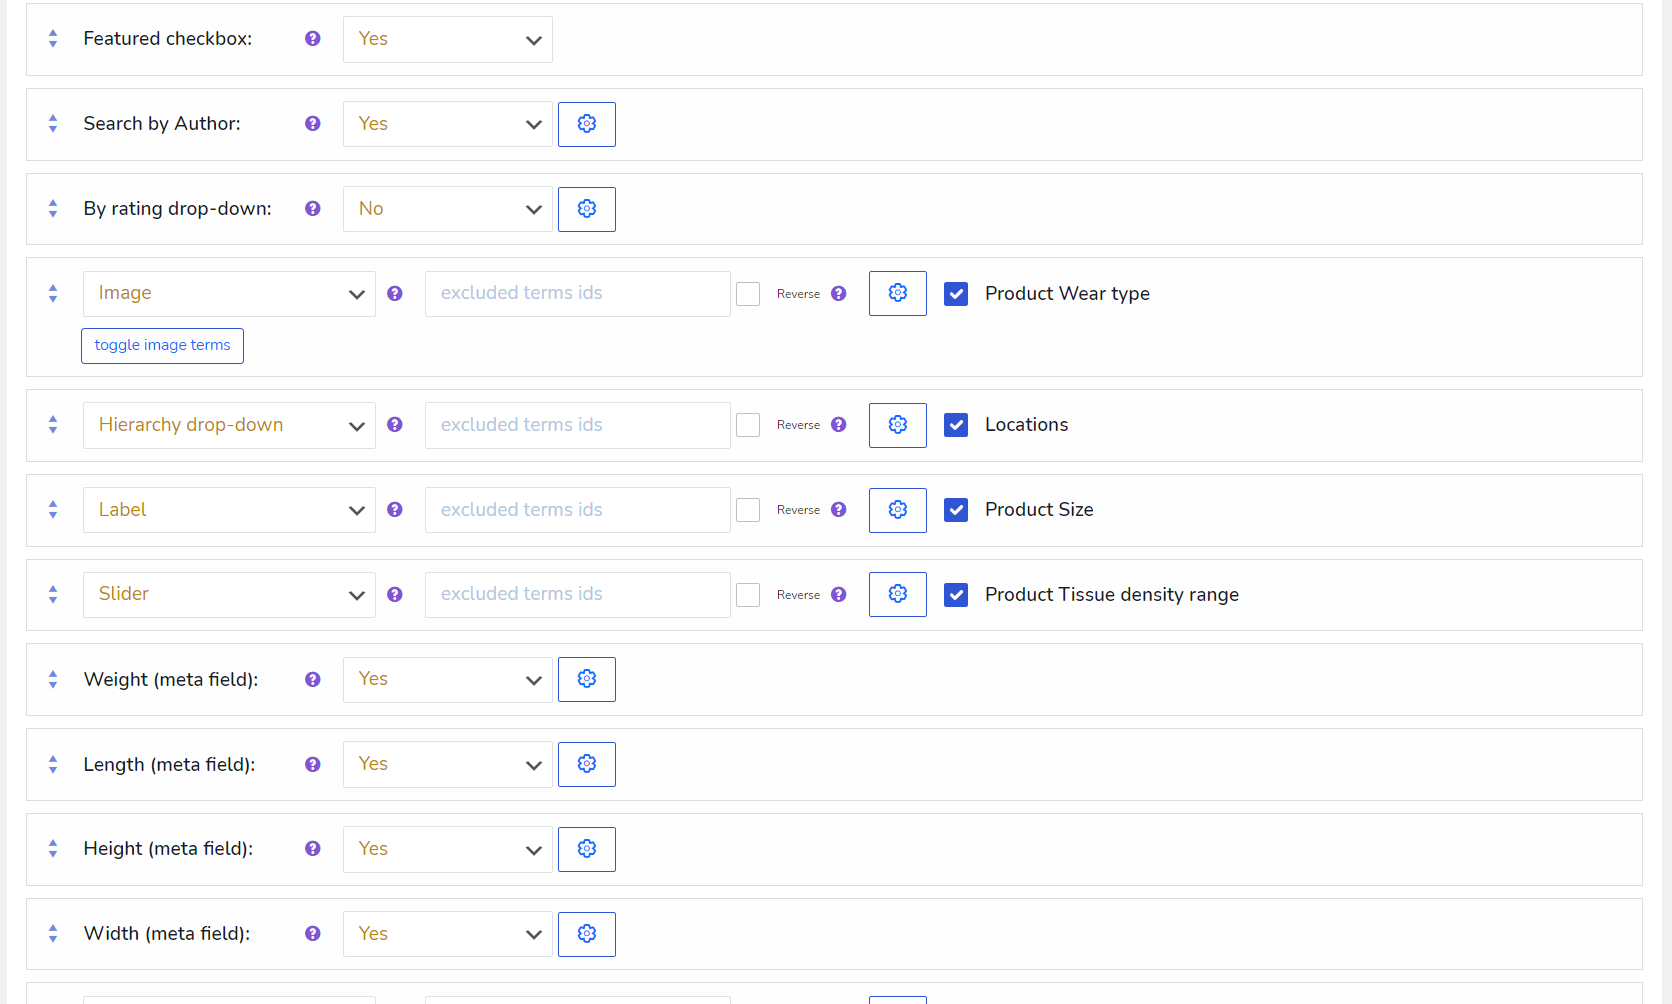 Featured checkbox: ? Yes
Search by Author: ? Yes
By rating drop-down: ? No
Image ? excluded terms ids Reverse ? Product Wear type
toggle image terms
Hierarchy drop-down ? excluded terms ids Reverse ? Locations
Label ? excluded terms ids Reverse ? Product Size
Slider ? excluded terms ids Reverse ? Product Tissue density range
Weight (meta field): ? Yes
Length (meta field): ? Yes
Height (meta field): ? Yes
Width (meta field): ? Yes